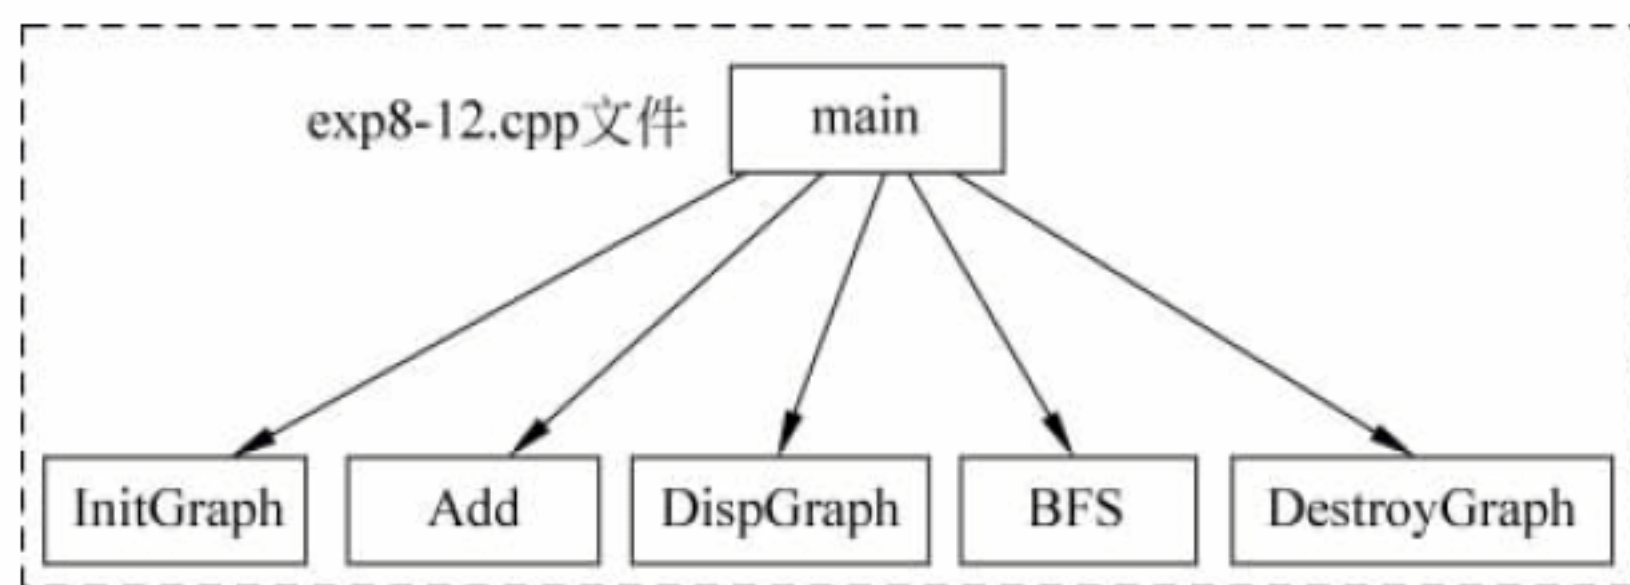 exp8-12.cpp文件
main
InitGraph
Add
DispGraph
BFS
DestroyGraph